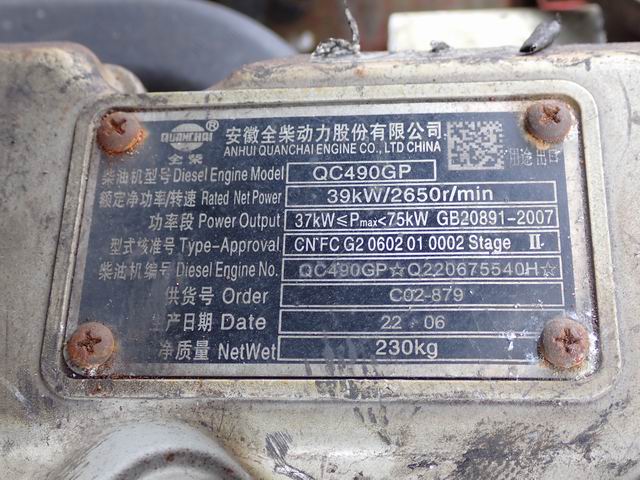 QUANCHAI ®
全柴
安徽全柴动力股份有限公司
ANHUI QUANCHAI ENGINE CO., LTD CHINA
用途 出口
柴油机型号 Diesel Engine Model QC490GP
额定净功率/转速 Rated Net Power 39kW/2650r/min
功率段 Power Output 37kW≤Pmax<75kW GB20891-2007
型式核准号 Type-Approval CN FC G2 0602 01 0002 Stage II
柴油机编号 Diesel Engine No. QC490GP☆Q220675540H☆
供货号 Order C02-879
生产日期 Date 22 06
净质量 NetWet 230kg